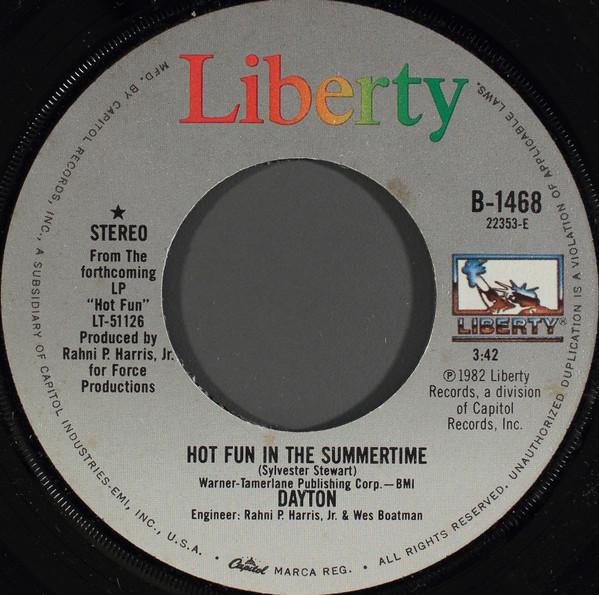 Liberty
B-1468
22353-E
★
STEREO
From The
forthcoming
LP
"Hot Fun"
LT-51126
Produced by
Rahni P. Harris, Jr.
for Force
Productions
LIBERTY®
3:42
℗ 1982 Liberty
Records, a division
of Capitol
Records, Inc.
HOT FUN IN THE SUMMERTIME
(Sylvester Stewart)
Warner-Tamerlane Publishing Corp.—BMI
DAYTON
Engineer: Rahni P. Harris, Jr. & Wes Boatman
MFD. BY CAPITOL RECORDS, INC., A SUBSIDIARY OF CAPITOL INDUSTRIES-EMI, INC., U.S.A. • Capitol MARCA REG. • ALL RIGHTS RESERVED. UNAUTHORIZED DUPLICATION IS A VIOLATION OF APPLICABLE LAWS.